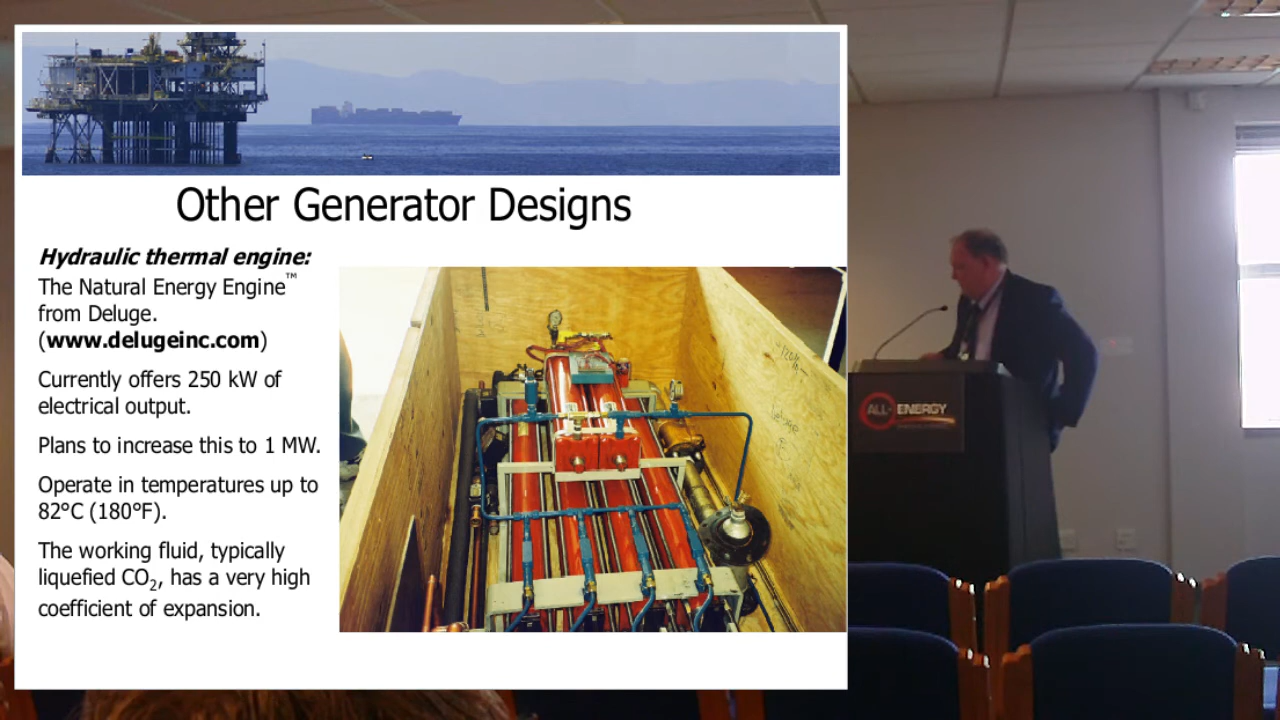 Other Generator Designs
Hydraulic thermal engine:
The Natural Energy Engine™
from Deluge.
(www.delugeinc.com)
Currently offers 250 kW of
electrical output.
Plans to increase this to 1 MW.
Operate in temperatures up to
82°C (180°F).
The working fluid, typically
liquefied CO₂, has a very high
coefficient of expansion.
ALL-ENERGY